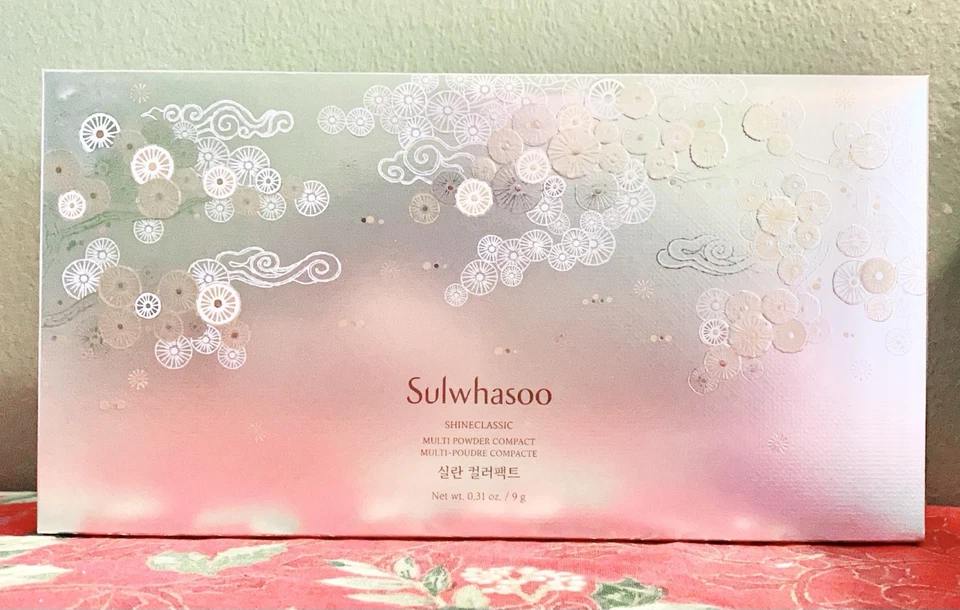 Sulwhasoo
SHINECLASSIC
MULTI POWDER COMPACT
MULTI-POUDRE COMPACTE
실란 컬러팩트
Net wt. 0.31 oz. / 9 g